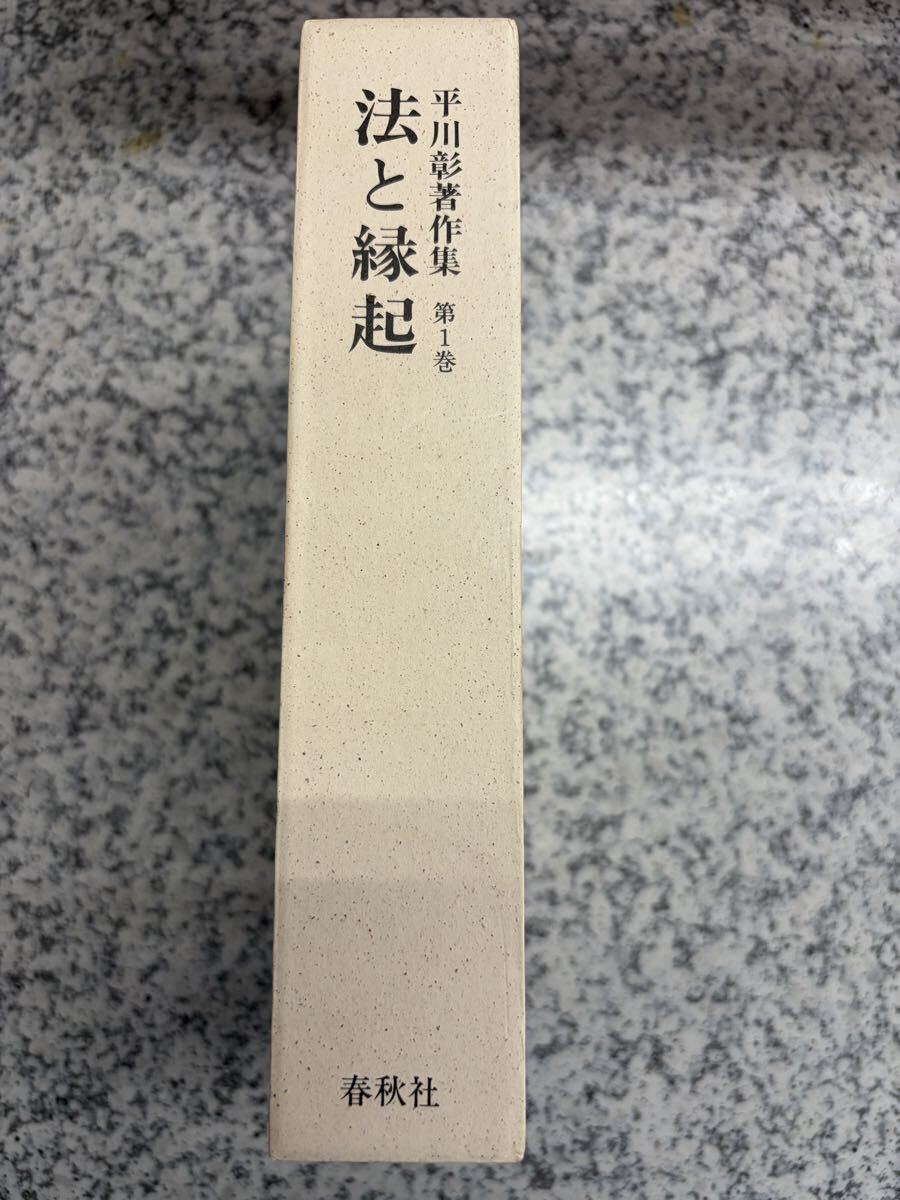 平川彰著作集 第1巻
法と縁起
春秋社